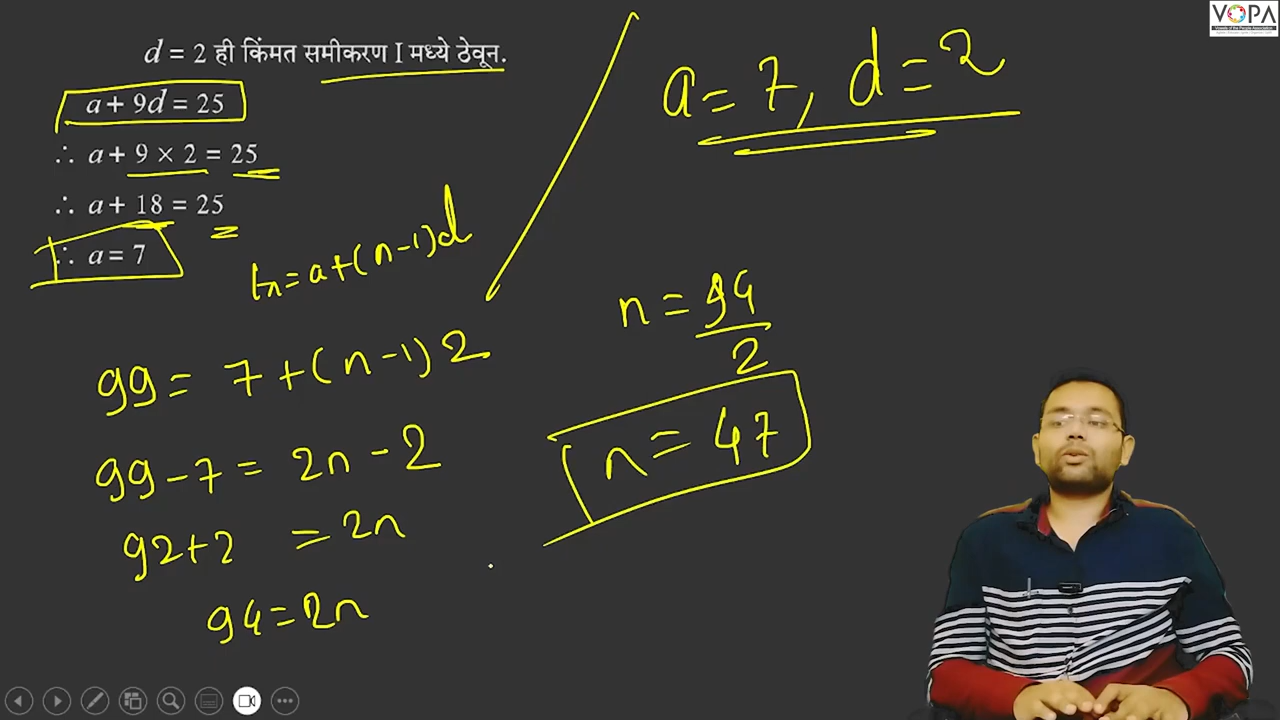 VOPA
d = 2 ही किंमत समीकरण I मध्ये ठेवून.
a + 9d = 25
∴ a + 9 × 2 = 25
∴ a + 18 = 25
∴ a = 7
tn = a + (n-1)d
99 = 7 + (n-1) 2
99 - 7 = 2n - 2
92+2 = 2n
94 = 2n
a = 7, d = 2
n = 94
2
n = 47